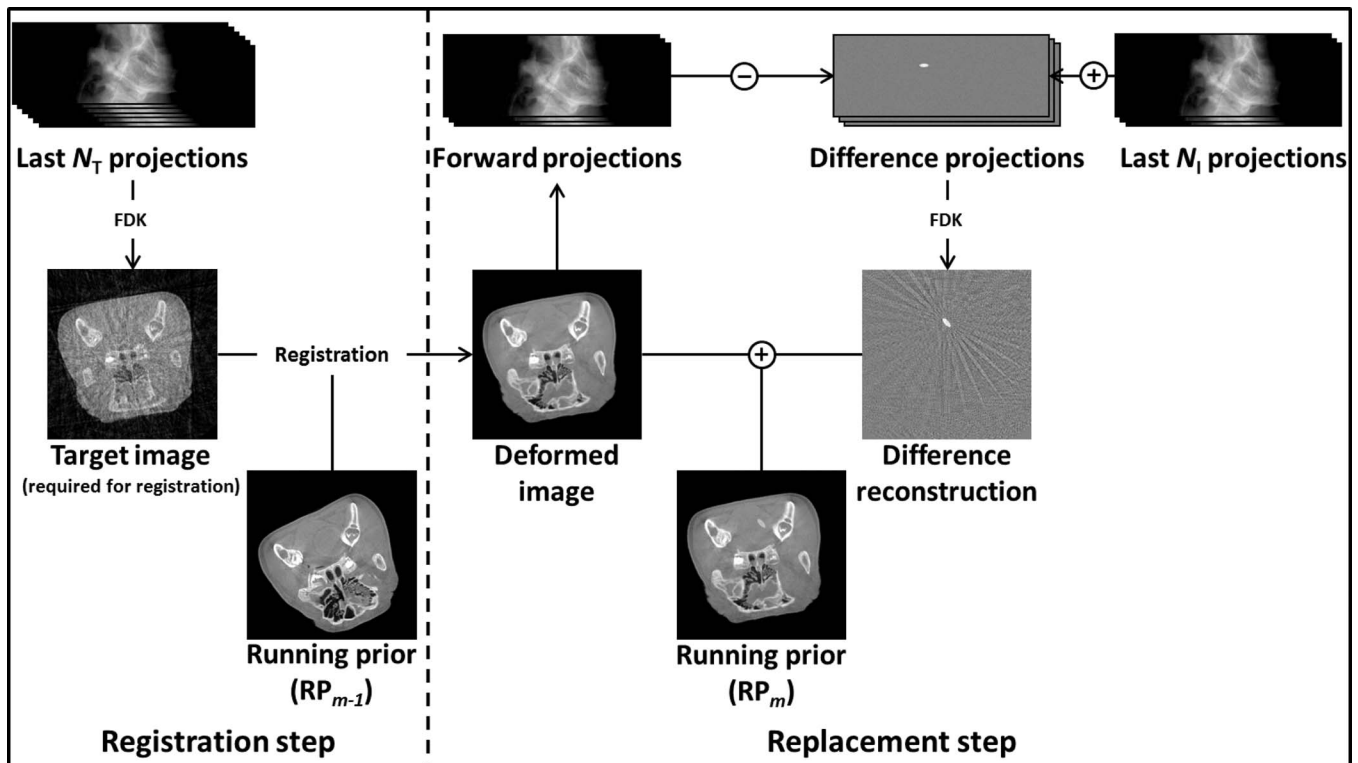 Last N_T projections
FDK
Target image
(required for registration)
Registration
Running prior
(RP_{m-1})
Registration step
−
+
Forward projections
Difference projections
Last N_I projections
FDK
+
Deformed
image
Difference
reconstruction
Running prior
(RP_m)
Replacement step